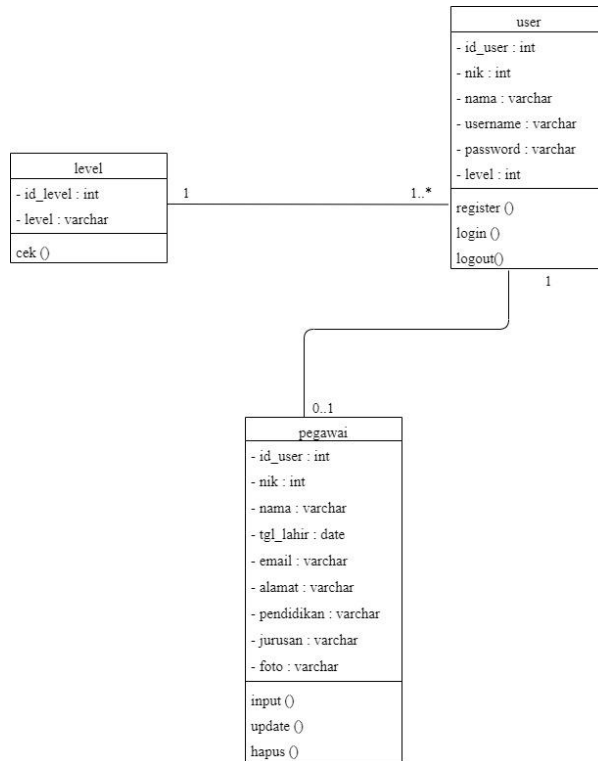 user
- id_user : int
- nik : int
- nama : varchar
- username : varchar
- password : varchar
- level : int
register ()
login ()
logout()
level
- id_level : int
- level : varchar
cek ()
1
1..*
1
0..1
pegawai
- id_user : int
- nik : int
- nama : varchar
- tgl_lahir : date
- email : varchar
- alamat : varchar
- pendidikan : varchar
- jurusan : varchar
- foto : varchar
input ()
update ()
hapus ()